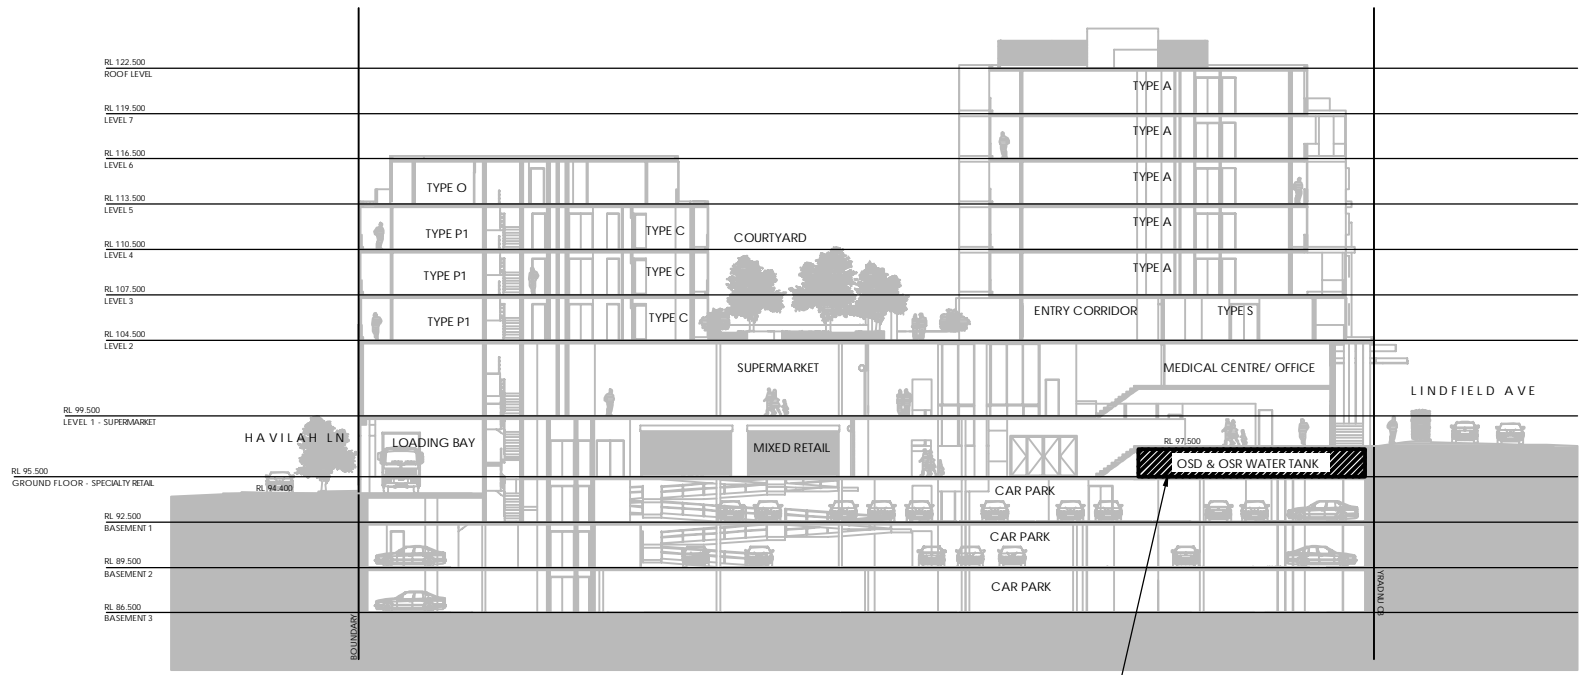 RL 122.500
ROOF LEVEL
TYPE A
RL 119.500
LEVEL 7
TYPE A
RL 116.500
LEVEL 6
TYPE A
TYPE O
RL 113.500
LEVEL 5
TYPE A
TYPE P1
TYPE C
COURTYARD
RL 110.500
LEVEL 4
TYPE A
TYPE P1
TYPE C
RL 107.500
LEVEL 3
ENTRY CORRIDOR
TYPE S
TYPE P1
TYPE C
RL 104.500
LEVEL 2
SUPERMARKET
MEDICAL CENTRE/ OFFICE
LINDFIELD AVE
RL 99.500
LEVEL 1 - SUPERMARKET
HAVILAH LN
LOADING BAY
MIXED RETAIL
RL 97.500
OSD & OSR WATER TANK
RL 95.500
GROUND FLOOR - SPECIALTY RETAIL
RL 94.400
CAR PARK
RL 92.500
BASEMENT 1
CAR PARK
RL 89.500
BASEMENT 2
CAR PARK
RL 86.500
BASEMENT 3
BOUNDARY
YRADNUOB